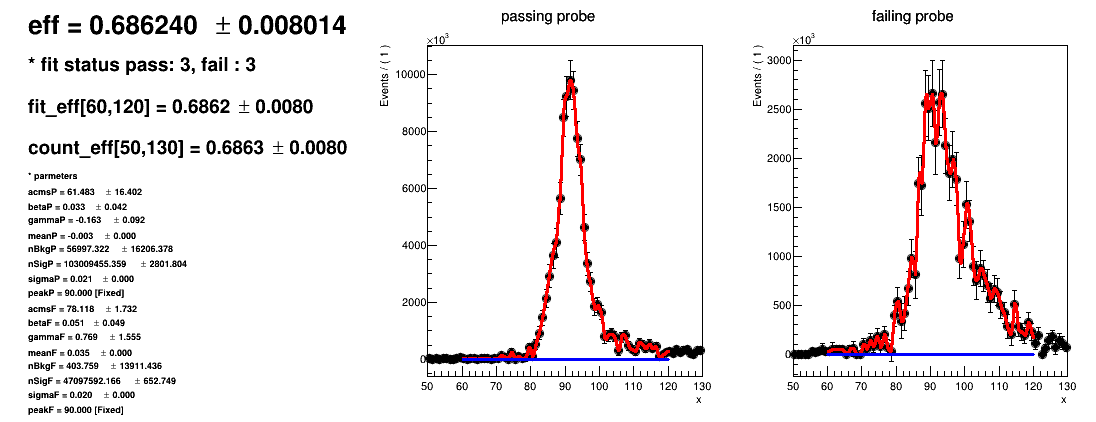 eff = 0.686240 ± 0.008014
* fit status pass: 3, fail : 3
fit_eff[60,120] = 0.6862 ± 0.0080
count_eff[50,130] = 0.6863 ± 0.0080
* parmeters
acmsP = 61.483 ± 16.402
betaP = 0.033 ± 0.042
gammaP = -0.163 ± 0.092
meanP = -0.003 ± 0.000
nBkgP = 56997.322 ± 16206.378
nSigP = 103009455.359 ± 2801.804
sigmaP = 0.021 ± 0.000
peakP = 90.000 [Fixed]
acmsF = 78.118 ± 1.732
betaF = 0.051 ± 0.049
gammaF = 0.769 ± 1.555
meanF = 0.035 ± 0.000
nBkgF = 403.759 ± 13911.436
nSigF = 47097592.166 ± 652.749
sigmaF = 0.020 ± 0.000
peakF = 90.000 [Fixed]
passing probe
×10³
Events / ( 1 )
10000
8000
6000
4000
2000
0
50 60 70 80 90 100 110 120 130
x
failing probe
×10³
Events / ( 1 )
3000
2500
2000
1500
1000
500
0
50 60 70 80 90 100 110 120 130
x